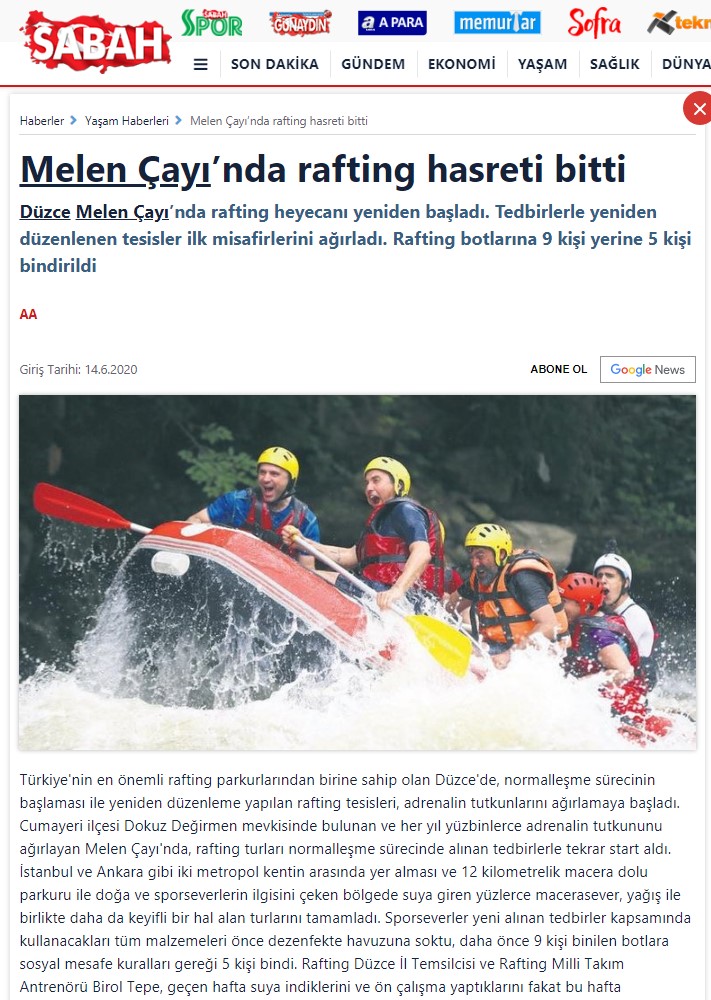 SABAH
SABAH SPOR
GÜNAYDIN
a A PARA
memurlar
Sofra
tekn
SON DAKİKA GÜNDEM EKONOMİ YAŞAM SAĞLIK DÜNYA
Haberler Yaşam Haberleri Melen Çayı'nda rafting hasreti bitti
Melen Çayı'nda rafting hasreti bitti
Düzce Melen Çayı'nda rafting heyecanı yeniden başladı. Tedbirlerle yeniden
düzenlenen tesisler ilk misafirlerini ağırladı. Rafting botlarına 9 kişi yerine 5 kişi
bindirildi
AA
Giriş Tarihi: 14.6.2020 ABONE OL Google News
Türkiye'nin en önemli rafting parkurlarından birine sahip olan Düzce'de, normalleşme sürecinin
başlaması ile yeniden düzenleme yapılan rafting tesisleri, adrenalin tutkunlarını ağırlamaya başladı.
Cumayeri ilçesi Dokuz Değirmen mevkisinde bulunan ve her yıl yüzbinlerce adrenalin tutkununu
ağırlayan Melen Çayı'nda, rafting turları normalleşme sürecinde alınan tedbirlerle tekrar start aldı.
İstanbul ve Ankara gibi iki metropol kentin arasında yer alması ve 12 kilometrelik macera dolu
parkuru ile doğa ve sporseverlerin ilgisini çeken bölgede suya giren yüzlerce macerasever, yağış ile
birlikte daha da keyifli bir hal alan turlarını tamamladı. Sporseverler yeni alınan tedbirler kapsamında
kullanacakları tüm malzemeleri önce dezenfekte havuzuna soktu, daha önce 9 kişi binilen botlara
sosyal mesafe kuralları gereği 5 kişi bindi. Rafting Düzce İl Temsilcisi ve Rafting Milli Takım
Antrenörü Birol Tepe, geçen hafta suya indiklerini ve ön çalışma yaptıklarını fakat bu hafta